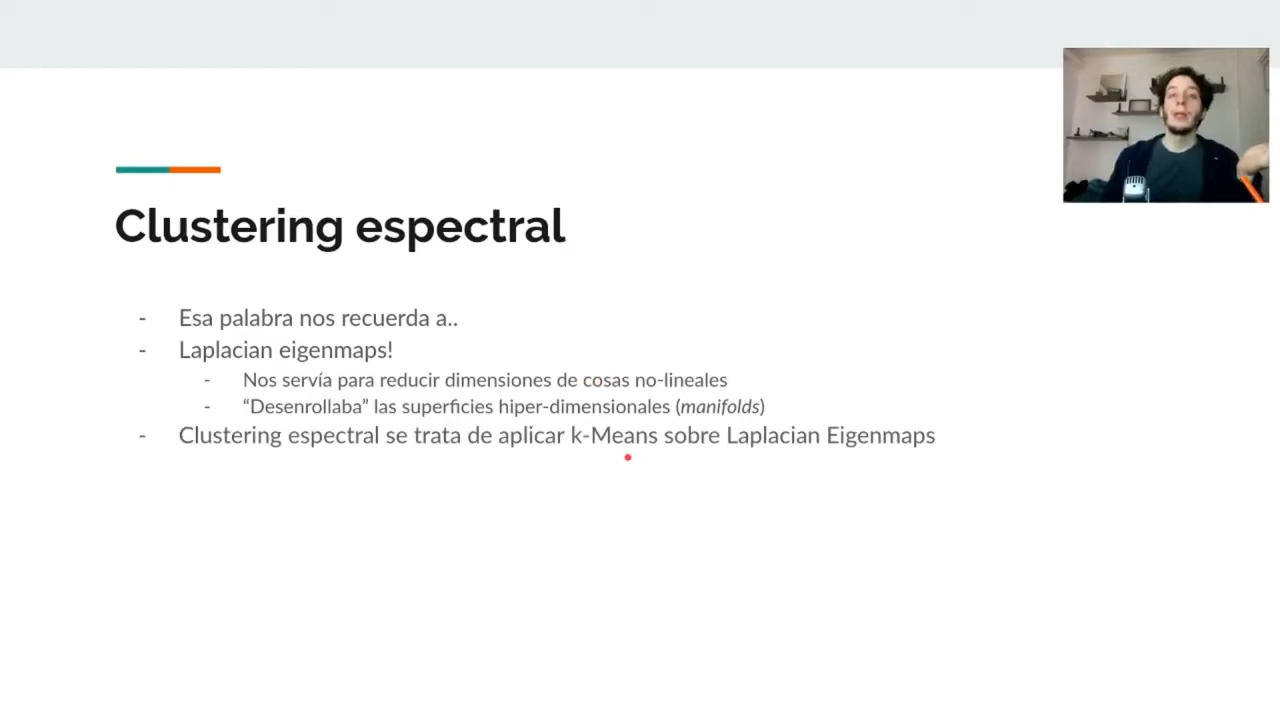 Clustering espectral
- Esa palabra nos recuerda a..
- Laplacian eigenmaps!
- Nos servía para reducir dimensiones de cosas no-lineales
- “Desenrollaba” las superficies hiper-dimensionales (manifolds)
- Clustering espectral se trata de aplicar k-Means sobre Laplacian Eigenmaps